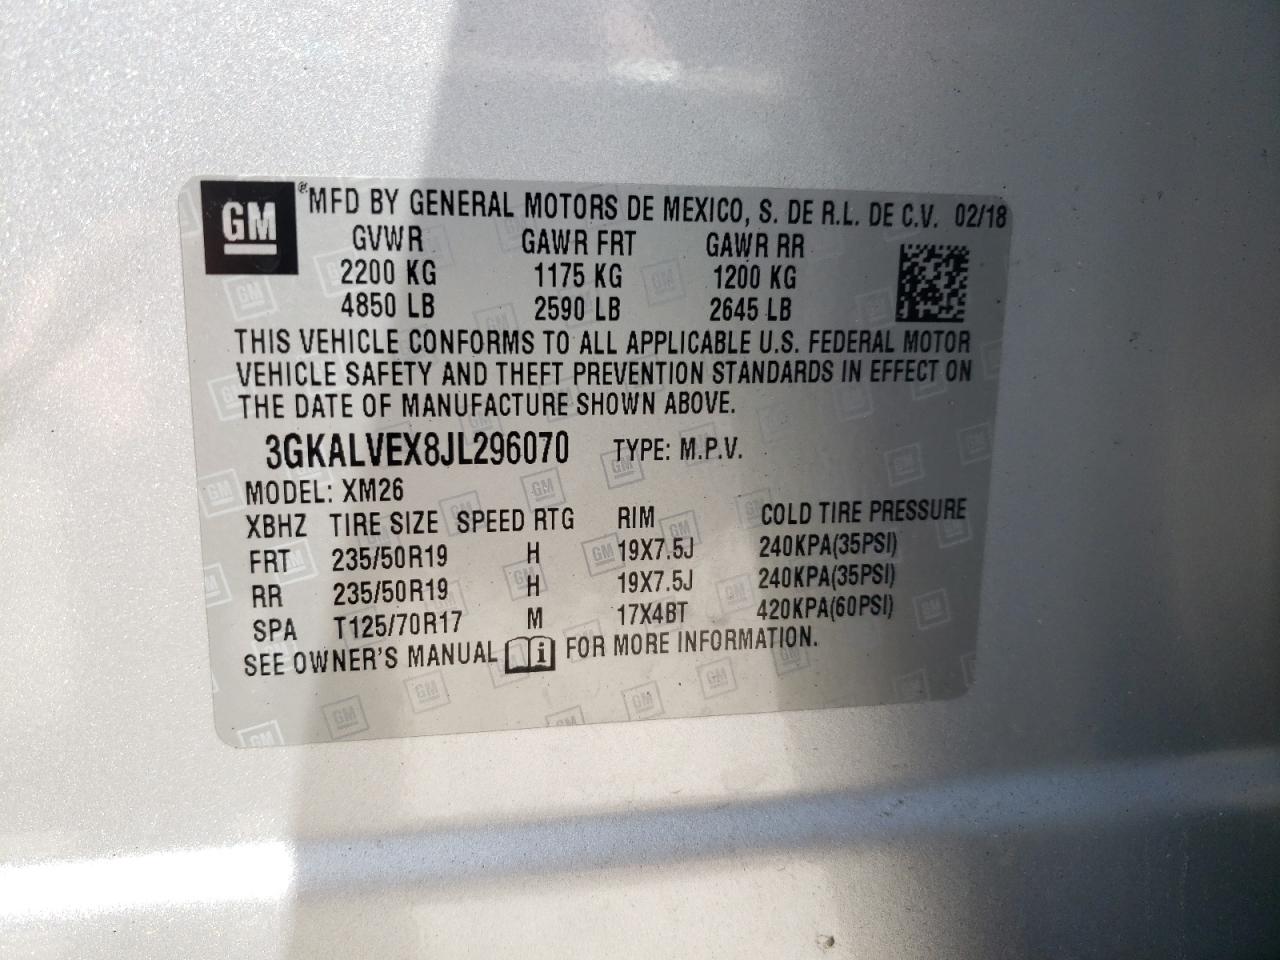 GM ® MFD BY GENERAL MOTORS DE MEXICO, S. DE R.L. DE C.V. 02/18
GVWR GAWR FRT GAWR RR
2200 KG 1175 KG 1200 KG
4850 LB 2590 LB 2645 LB
THIS VEHICLE CONFORMS TO ALL APPLICABLE U.S. FEDERAL MOTOR
VEHICLE SAFETY AND THEFT PREVENTION STANDARDS IN EFFECT ON
THE DATE OF MANUFACTURE SHOWN ABOVE.
3GKALVEX8JL296070 TYPE: M.P.V.
MODEL: XM26
XBHZ TIRE SIZE SPEED RTG RIM COLD TIRE PRESSURE
FRT 235/50R19 H 19X7.5J 240KPA(35PSI)
RR 235/50R19 H 19X7.5J 240KPA(35PSI)
SPA T125/70R17 M 17X4BT 420KPA(60PSI)
SEE OWNER'S MANUAL i FOR MORE INFORMATION.